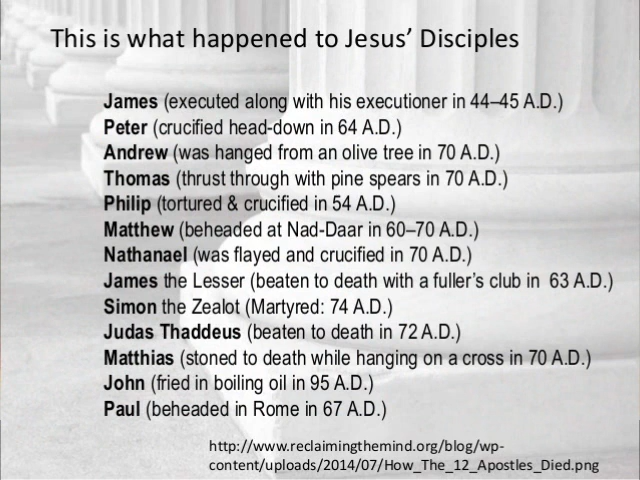 This is what happened to Jesus’ Disciples
James (executed along with his executioner in 44–45 A.D.)
Peter (crucified head-down in 64 A.D.)
Andrew (was hanged from an olive tree in 70 A.D.)
Thomas (thrust through with pine spears in 70 A.D.)
Philip (tortured & crucified in 54 A.D.)
Matthew (beheaded at Nad-Daar in 60–70 A.D.)
Nathanael (was flayed and crucified in 70 A.D.)
James the Lesser (beaten to death with a fuller’s club in 63 A.D.)
Simon the Zealot (Martyred: 74 A.D.)
Judas Thaddeus (beaten to death in 72 A.D.)
Matthias (stoned to death while hanging on a cross in 70 A.D.)
John (fried in boiling oil in 95 A.D.)
Paul (beheaded in Rome in 67 A.D.)
http://www.reclaimingthemind.org/blog/wp-
content/uploads/2014/07/How_The_12_Apostles_Died.png